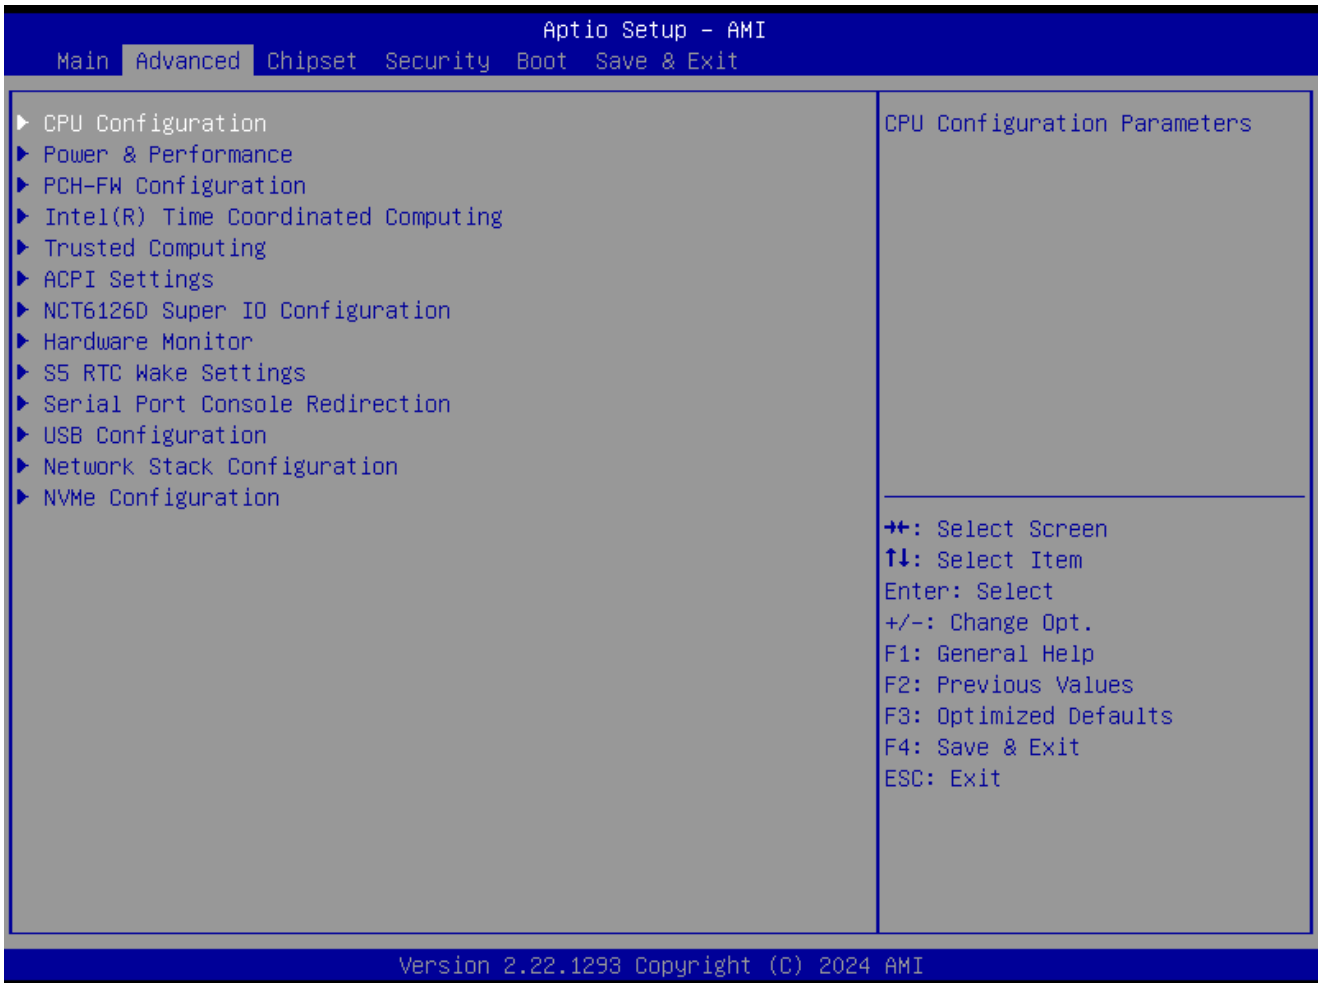 Aptio Setup – AMI
Main Advanced Chipset Security Boot Save & Exit
CPU Configuration
Power & Performance
PCH-FW Configuration
Intel(R) Time Coordinated Computing
Trusted Computing
ACPI Settings
NCT6126D Super IO Configuration
Hardware Monitor
S5 RTC Wake Settings
Serial Port Console Redirection
USB Configuration
Network Stack Configuration
NVMe Configuration
CPU Configuration Parameters
→←: Select Screen
↑↓: Select Item
Enter: Select
+/-: Change Opt.
F1: General Help
F2: Previous Values
F3: Optimized Defaults
F4: Save & Exit
ESC: Exit
Version 2.22.1293 Copyright (C) 2024 AMI